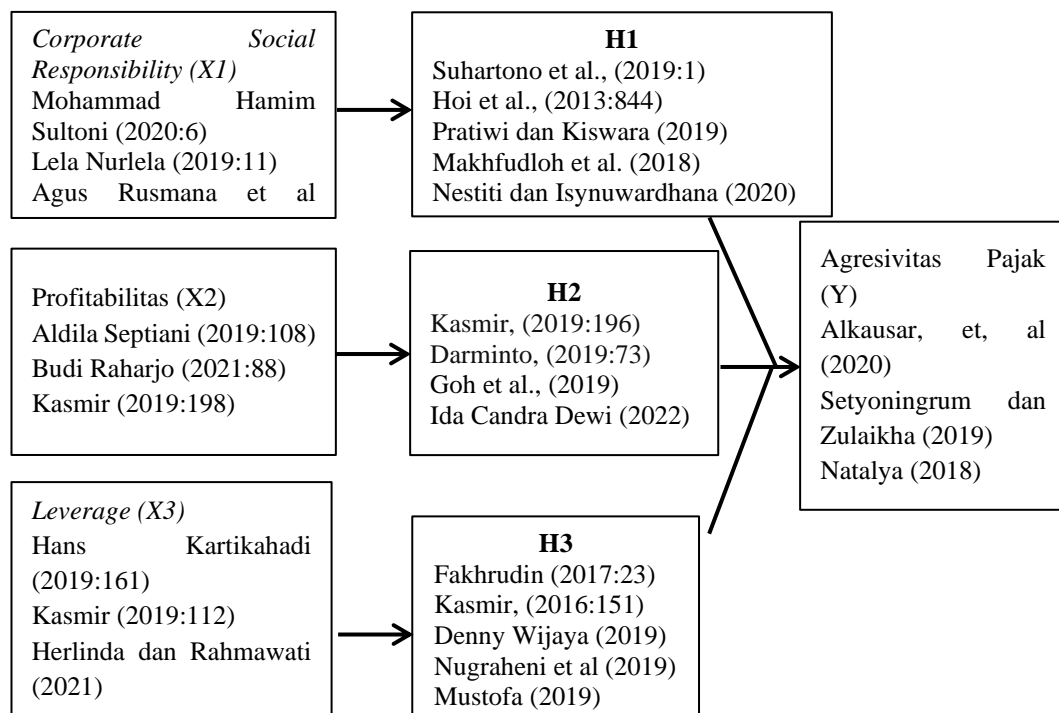 Corporate Social
Responsibility (X1)
Mohammad Hamim
Sultoni (2020:6)
Lela Nurlela (2019:11)
Agus Rusmana et al
H1
Suhartono et al., (2019:1)
Hoi et al., (2013:844)
Pratiwi dan Kiswara (2019)
Makhfudloh et al. (2018)
Nestiti dan Isynuwardhana (2020)
Profitabilitas (X2)
Aldila Septiani (2019:108)
Budi Raharjo (2021:88)
Kasmir (2019:198)
H2
Kasmir, (2019:196)
Darminto, (2019:73)
Goh et al., (2019)
Ida Candra Dewi (2022)
Agresivitas Pajak
(Y)
Alkausar, et, al
(2020)
Setyoningrum dan
Zulaikha (2019)
Natalya (2018)
Leverage (X3)
Hans Kartikahadi
(2019:161)
Kasmir (2019:112)
Herlinda dan Rahmawati
(2021)
H3
Fakhrudin (2017:23)
Kasmir, (2016:151)
Denny Wijaya (2019)
Nugraheni et al (2019)
Mustofa (2019)